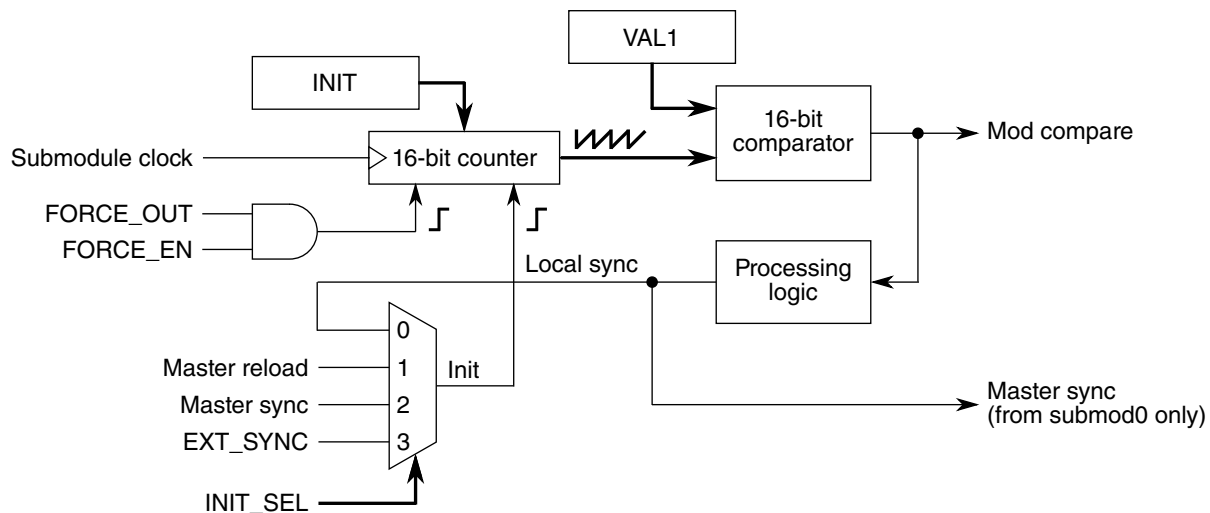 VAL1
INIT
16-bit
comparator
Mod compare
Submodule clock
16-bit counter
FORCE_OUT
FORCE_EN
Local sync
Processing
logic
0
Master reload
1
Init
Master sync
2
Master sync
(from submod0 only)
EXT_SYNC
3
INIT_SEL